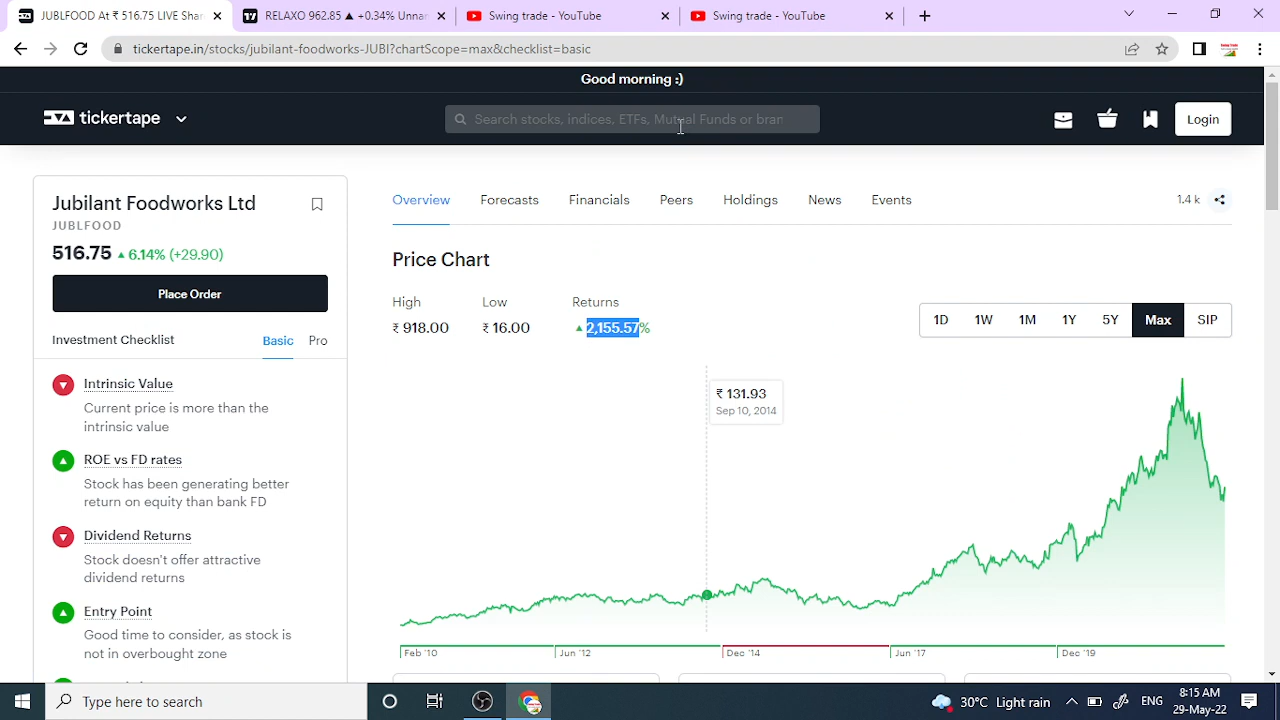 JUBLFOOD At ₹ 516.75 LIVE Shar
RELAXO 962.85 ▲ +0.34% Unnar
Swing trade - YouTube
Swing trade - YouTube
tickertape.in/stocks/jubilant-foodworks-JUBI?chartScope=max&checklist=basic
Good morning :)
tickertape
Search stocks, indices, ETFs, Mutual Funds or bran
Login
Jubilant Foodworks Ltd
JUBLFOOD
516.75 ▲ 6.14% (+29.90)
Place Order
Investment Checklist
Basic
Pro
Intrinsic Value
Current price is more than the
intrinsic value
ROE vs FD rates
Stock has been generating better
return on equity than bank FD
Dividend Returns
Stock doesn't offer attractive
dividend returns
Entry Point
Good time to consider, as stock is
not in overbought zone
Overview
Forecasts
Financials
Peers
Holdings
News
Events
1.4 k
Price Chart
High
Low
Returns
₹ 918.00
₹ 16.00
▲ 2,155.57%
1D
1W
1M
1Y
5Y
Max
SIP
₹ 131.93
Sep 10, 2014
Feb '10
Jun '12
Dec '14
Jun '17
Dec '19
Type here to search
30°C Light rain
ENG
8:15 AM
29-May-22